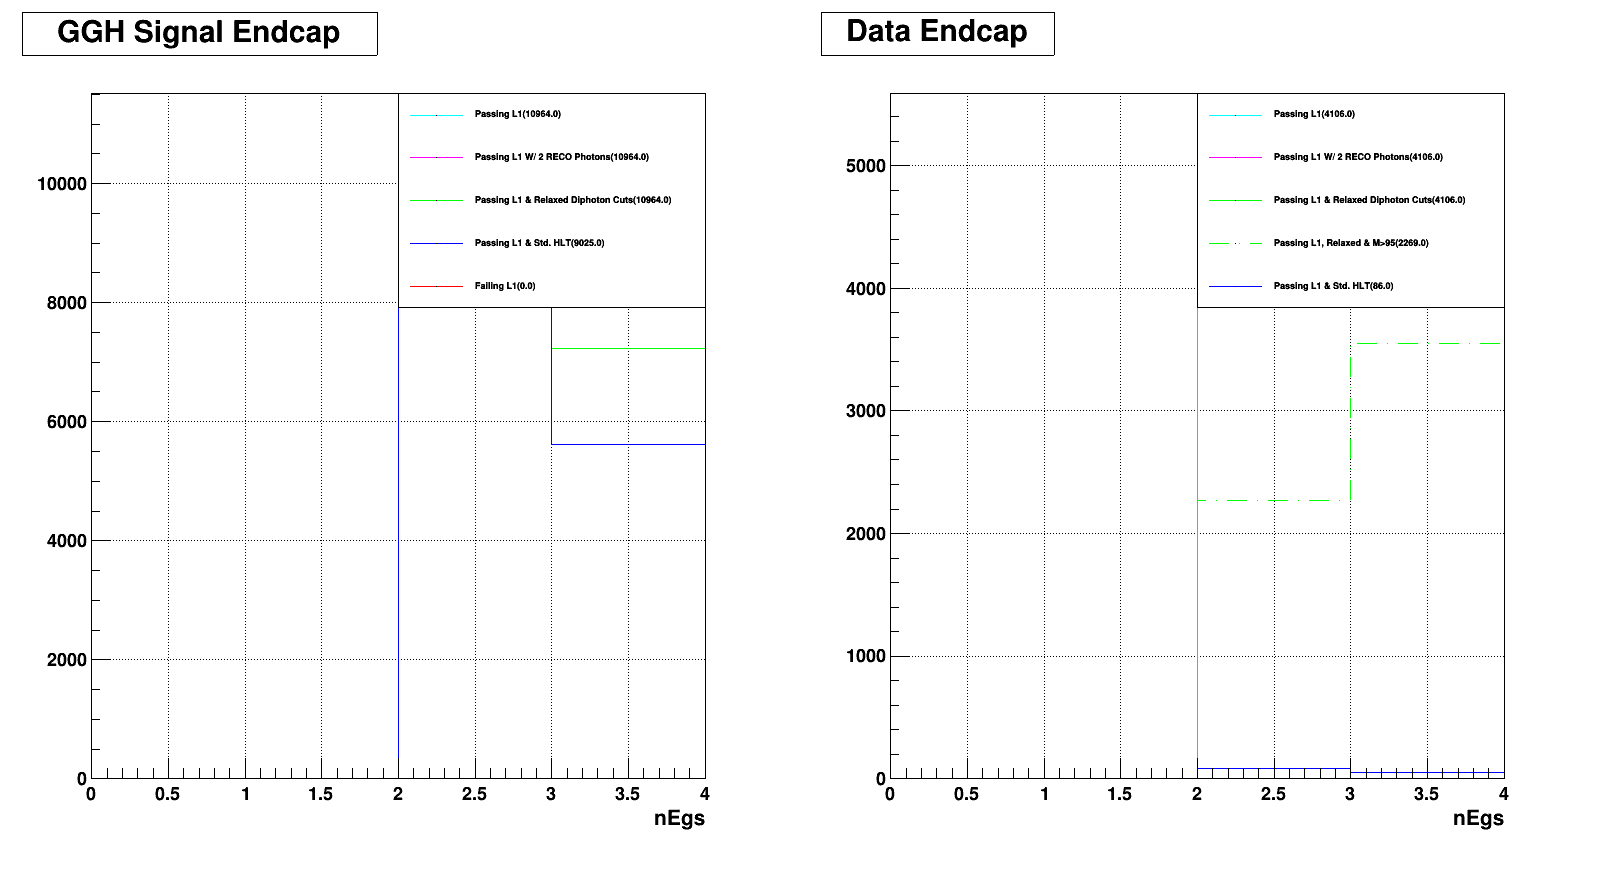 GGH Signal Endcap
Passing L1(10964.0)
Passing L1 W/ 2 RECO Photons(10964.0)
Passing L1 & Relaxed Diphoton Cuts(10964.0)
Passing L1 & Std. HLT(9025.0)
Failing L1(0.0)
10000
8000
6000
4000
2000
0
0 0.5 1 1.5 2 2.5 3 3.5 4
nEgs
Data Endcap
Passing L1(4106.0)
Passing L1 W/ 2 RECO Photons(4106.0)
Passing L1 & Relaxed Diphoton Cuts(4106.0)
Passing L1, Relaxed & M>95(2269.0)
Passing L1 & Std. HLT(86.0)
5000
4000
3000
2000
1000
0
0 0.5 1 1.5 2 2.5 3 3.5 4
nEgs